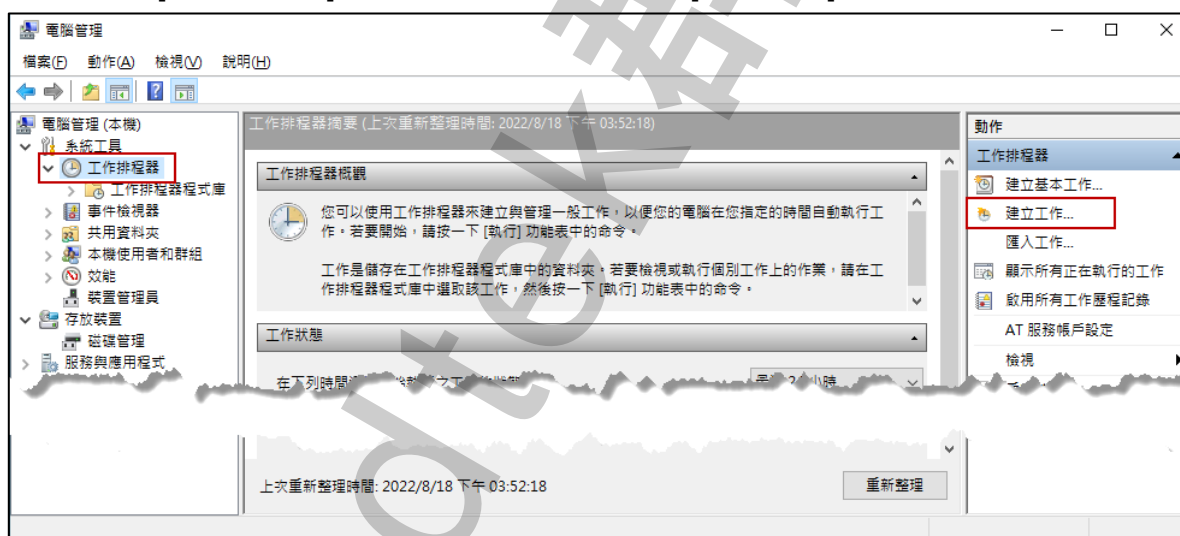 電腦管理
檔案(F) 動作(A) 檢視(V) 說明(H)
電腦管理 (本機)
系統工具
工作排程器
工作排程器程式庫
事件檢視器
共用資料夾
本機使用者和群組
效能
裝置管理員
存放裝置
磁碟管理
服務與應用程式
工作排程器摘要 (上次重新整理時間: 2022/8/18 下午 03:52:18)
工作排程器概觀
您可以使用工作排程器來建立與管理一般工作，以便您的電腦在您指定的時間自動執行工
作。若要開始，請按一下 [執行] 功能表中的命令。
工作是儲存在工作排程器程式庫中的資料夾。若要檢視或執行個別工作上的作業，請在工
作排程器程式庫中選取該工作，然後按一下 [執行] 功能表中的命令。
工作狀態
在下列時間
小時
上次重新整理時間: 2022/8/18 下午 03:52:18
重新整理
動作
工作排程器
建立基本工作...
建立工作...
匯入工作...
顯示所有正在執行的工作
啟用所有工作歷程記錄
AT 服務帳戶設定
檢視
dtek